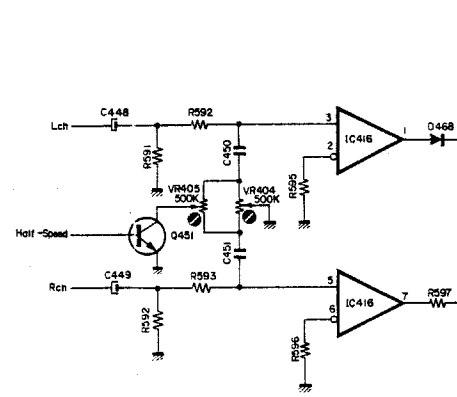 C448
R592
Lch
3
IC416
1
D468
R591
C450
2
VR405
500K
VR404
500K
R595
Half-Speed
Q451
C451
C449
R593
Rch
5
IC416
7
R597
R592
6
R596